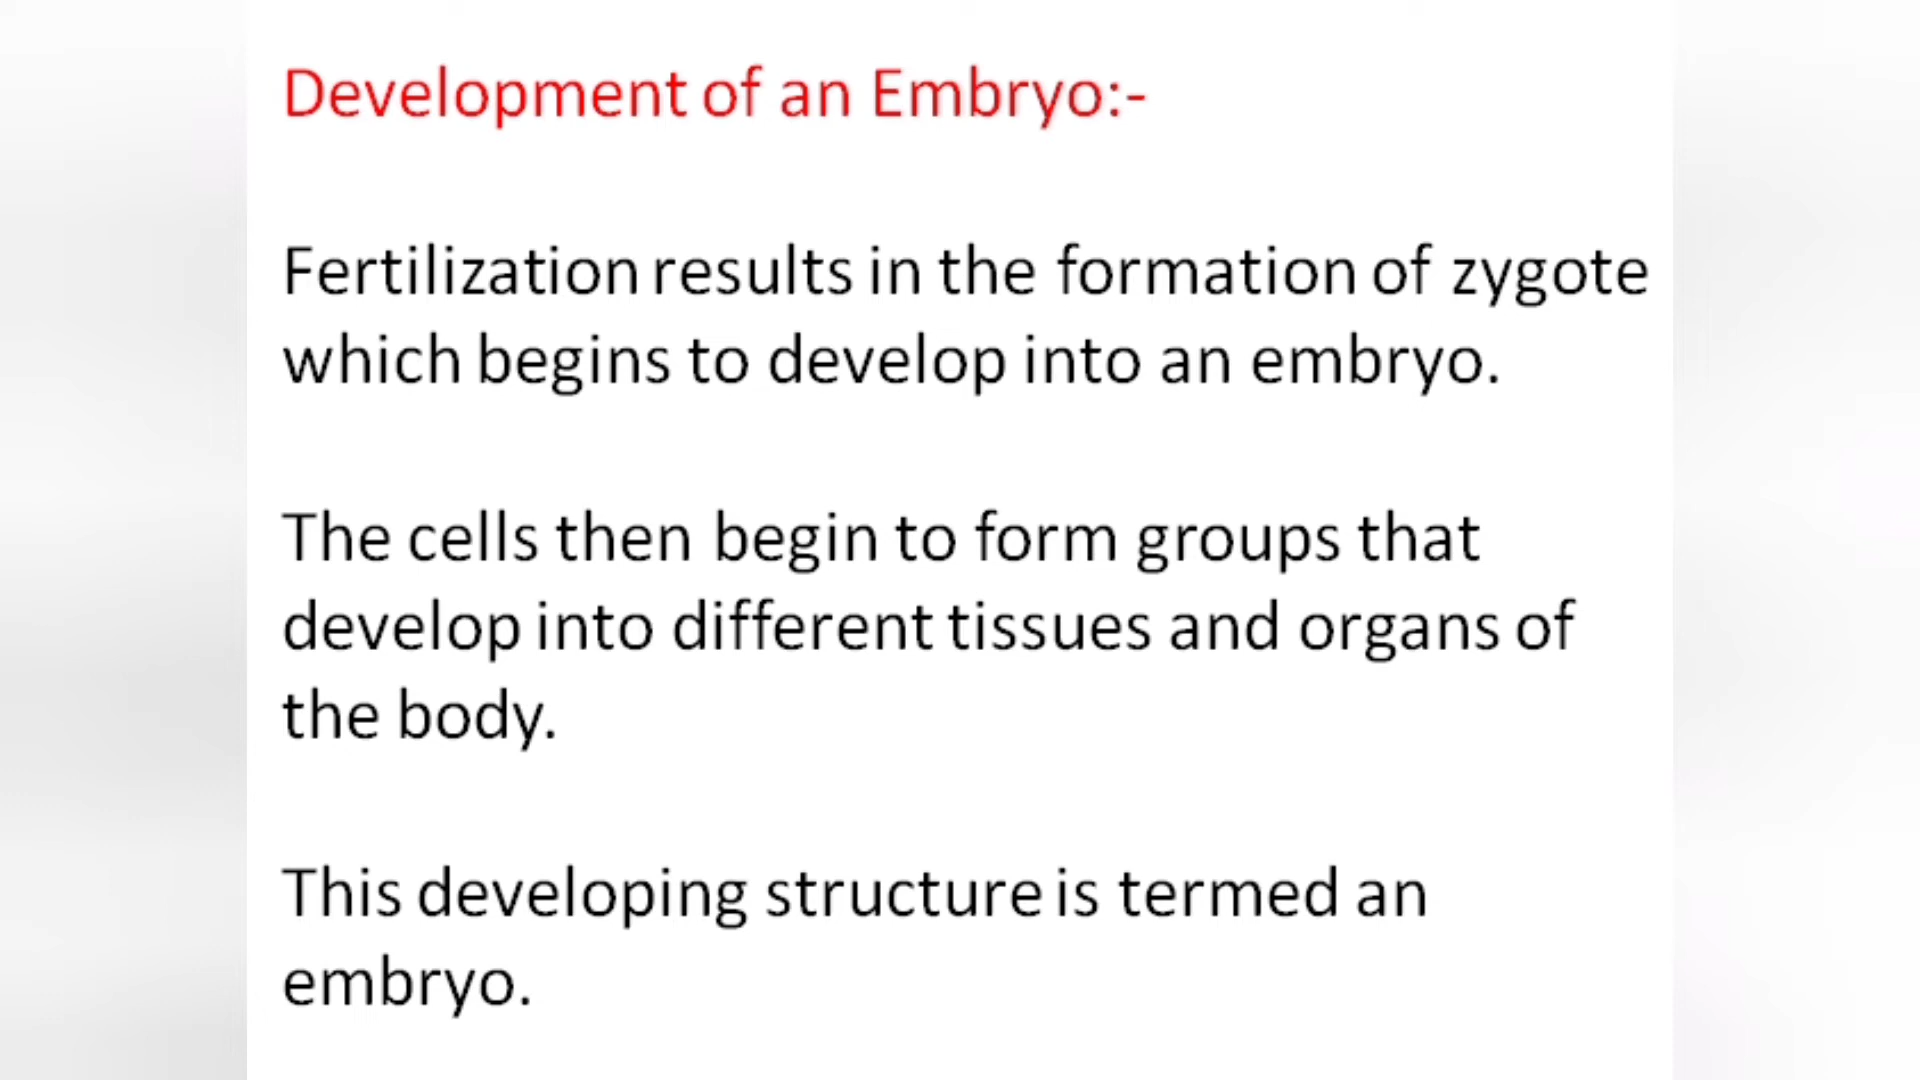 Development of an Embryo:-
Fertilization results in the formation of zygote
which begins to develop into an embryo.
The cells then begin to form groups that
develop into different tissues and organs of
the body.
This developing structure is termed an
embryo.